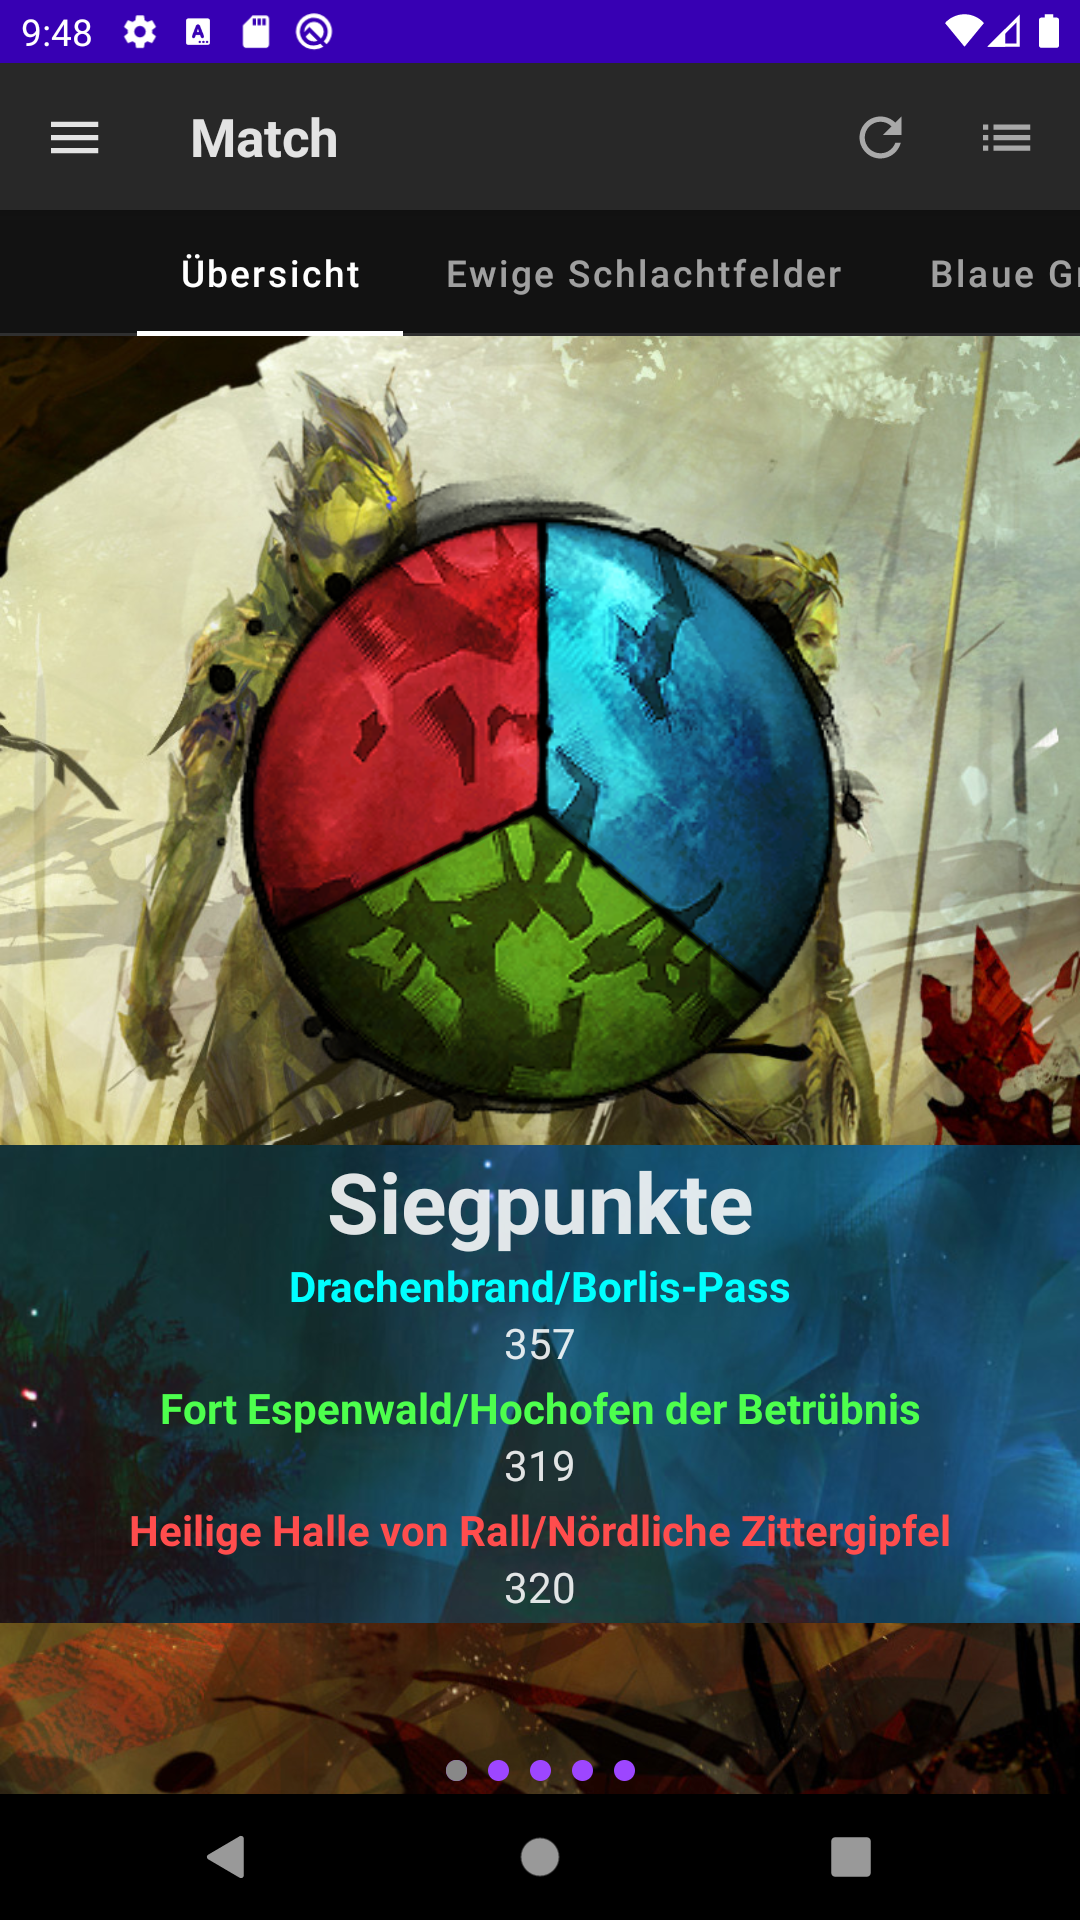 9:48
Match
Übersicht
Ewige Schlachtfelder
Blaue
Siegpunkte
Drachenbrand/Borlis-Pass
357
Fort Espenwald/Hochofen der Betrübnis
319
Heilige Halle von Rall/Nördliche Zittergipfel
320